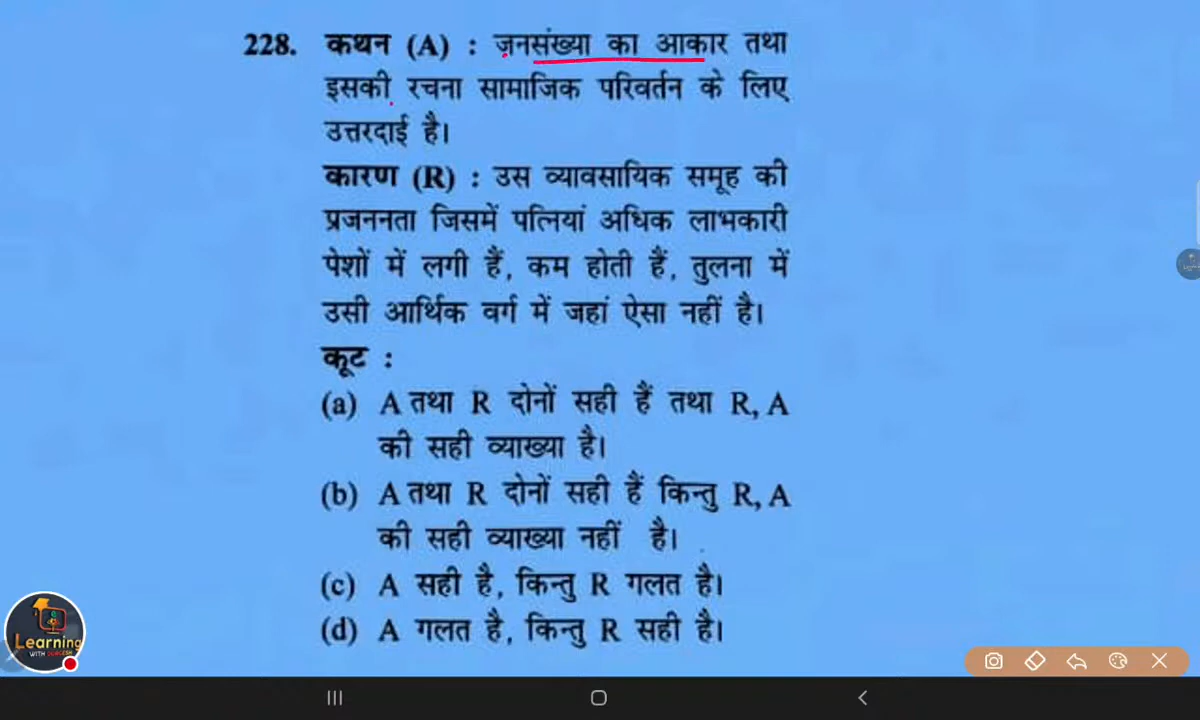 228. कथन (A) : जनसंख्या का आकार तथा
इसकी रचना सामाजिक परिवर्तन के लिए
उत्तरदाई है।
कारण (R) : उस व्यावसायिक समूह की
प्रजननता जिसमें पत्नियां अधिक लाभकारी
पेशों में लगी हैं, कम होती हैं, तुलना में
उसी आर्थिक वर्ग में जहां ऐसा नहीं है।
कूट :
(a) A तथा R दोनों सही हैं तथा R, A
की सही व्याख्या है।
(b) A तथा R दोनों सही हैं किन्तु R, A
की सही व्याख्या नहीं है।
(c) A सही है, किन्तु R गलत है।
(d) A गलत है, किन्तु R सही है।
Learning